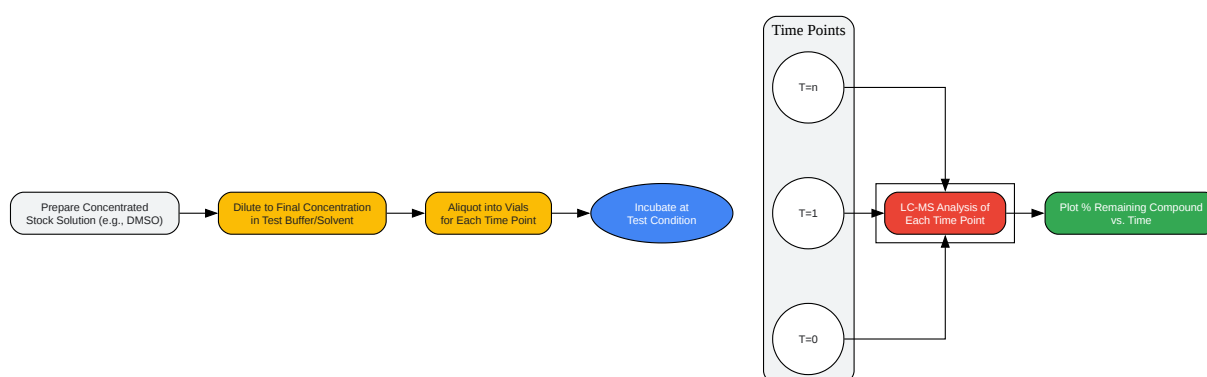 Prepare Concentrated
Stock Solution (e.g., DMSO)
Dilute to Final Concentration
in Test Buffer/Solvent
Aliquot into Vials
for Each Time Point
Incubate at
Test Condition
Time Points
T=n
T=1
T=0
LC-MS Analysis of
Each Time Point
Plot % Remaining Compound
vs. Time